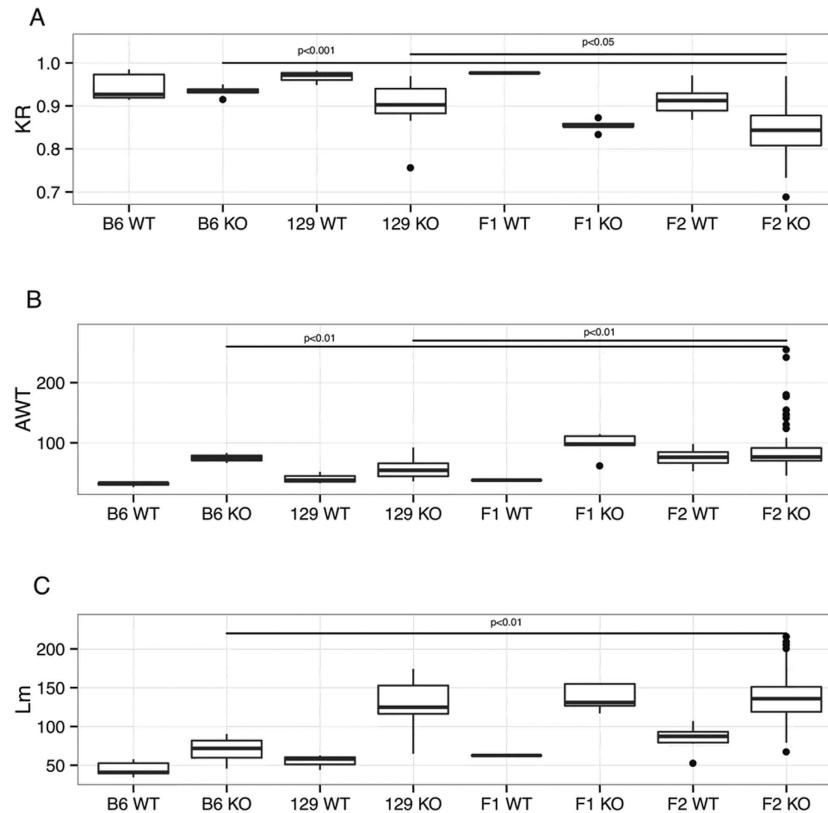 A
p<0.001
p<0.05
KR
1.0
0.9
0.8
0.7
B6 WT B6 KO 129 WT 129 KO F1 WT F1 KO F2 WT F2 KO
B
p<0.01
p<0.01
AWT
200
100
B6 WT B6 KO 129 WT 129 KO F1 WT F1 KO F2 WT F2 KO
C
p<0.01
Lm
200
150
100
50
B6 WT B6 KO 129 WT 129 KO F1 WT F1 KO F2 WT F2 KO